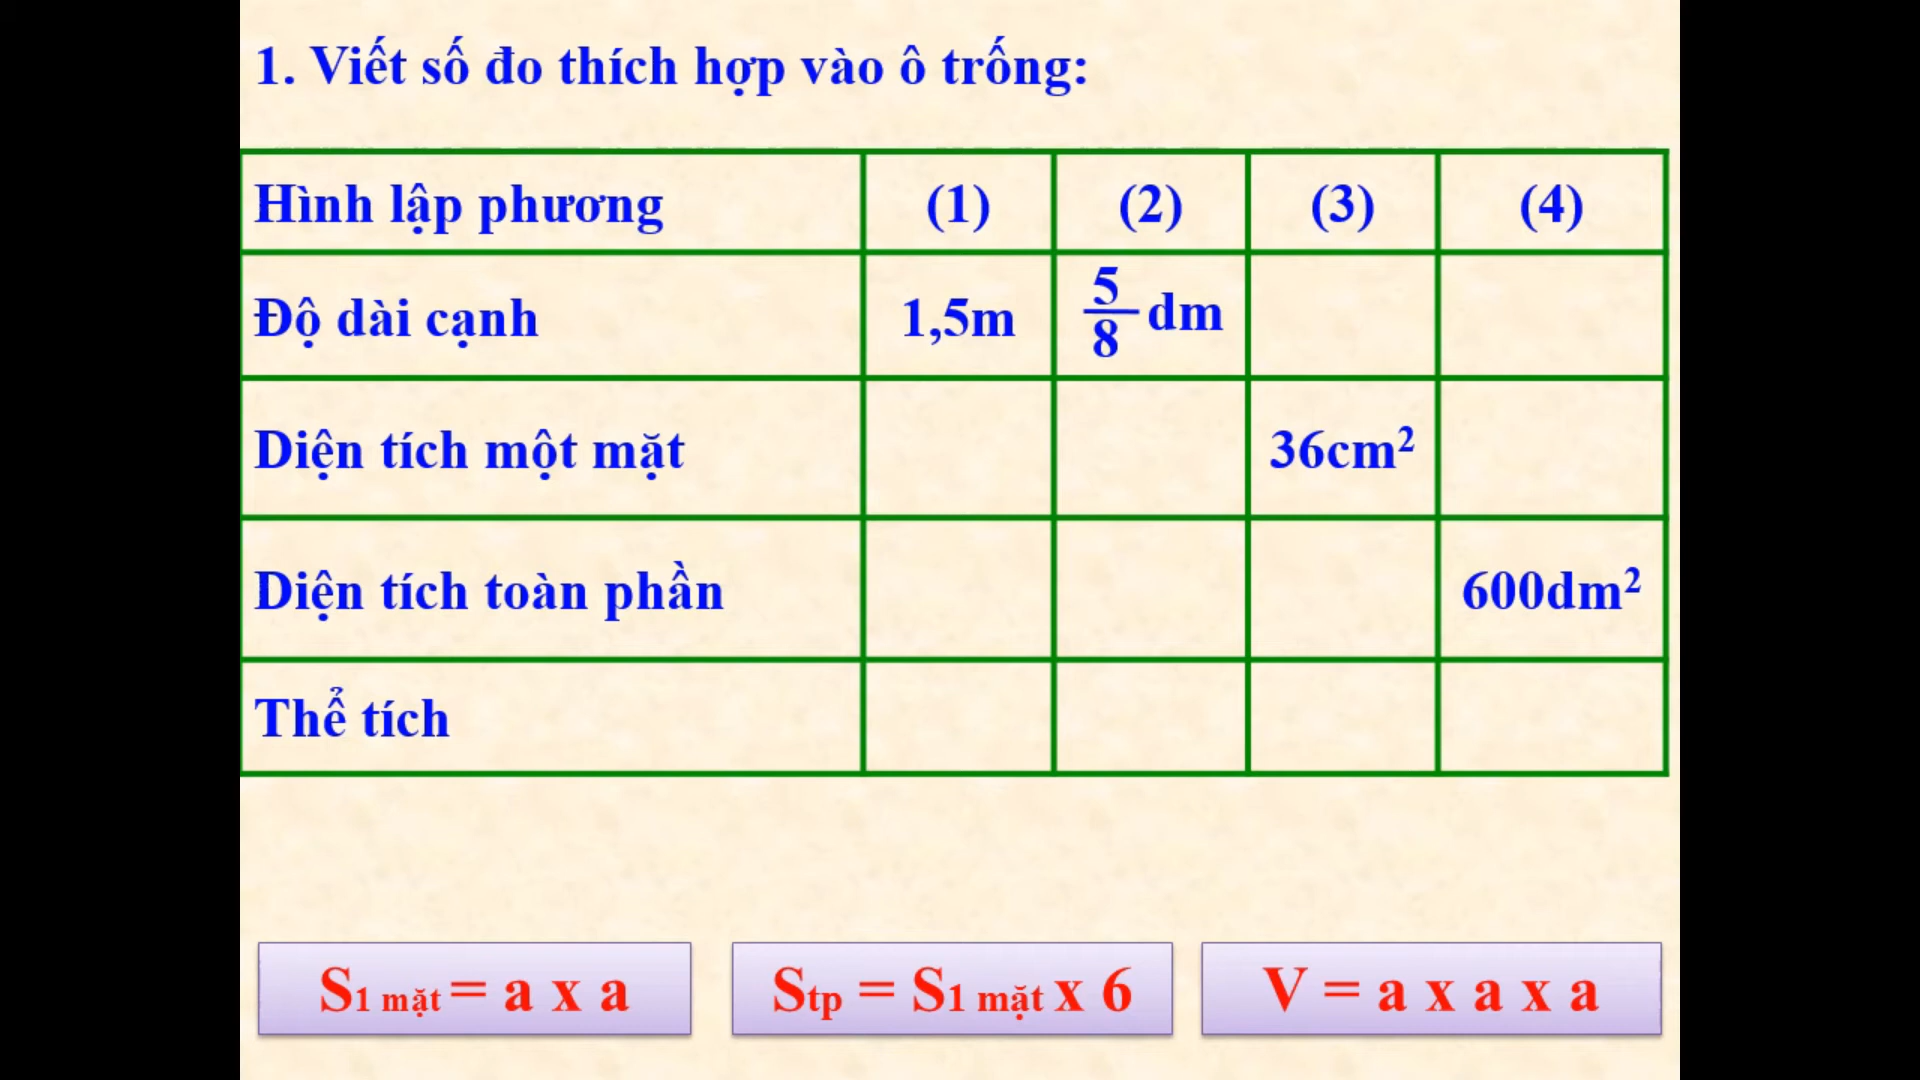 1. Viết số đo thích hợp vào ô trống:
Hình lập phương (1) (2) (3) (4)
Độ dài cạnh 1,5m 5/8 dm
Diện tích một mặt 36cm²
Diện tích toàn phần 600dm²
Thể tích
S1 mặt = a x a Stp = S1 mặt x 6 V = a x a x a